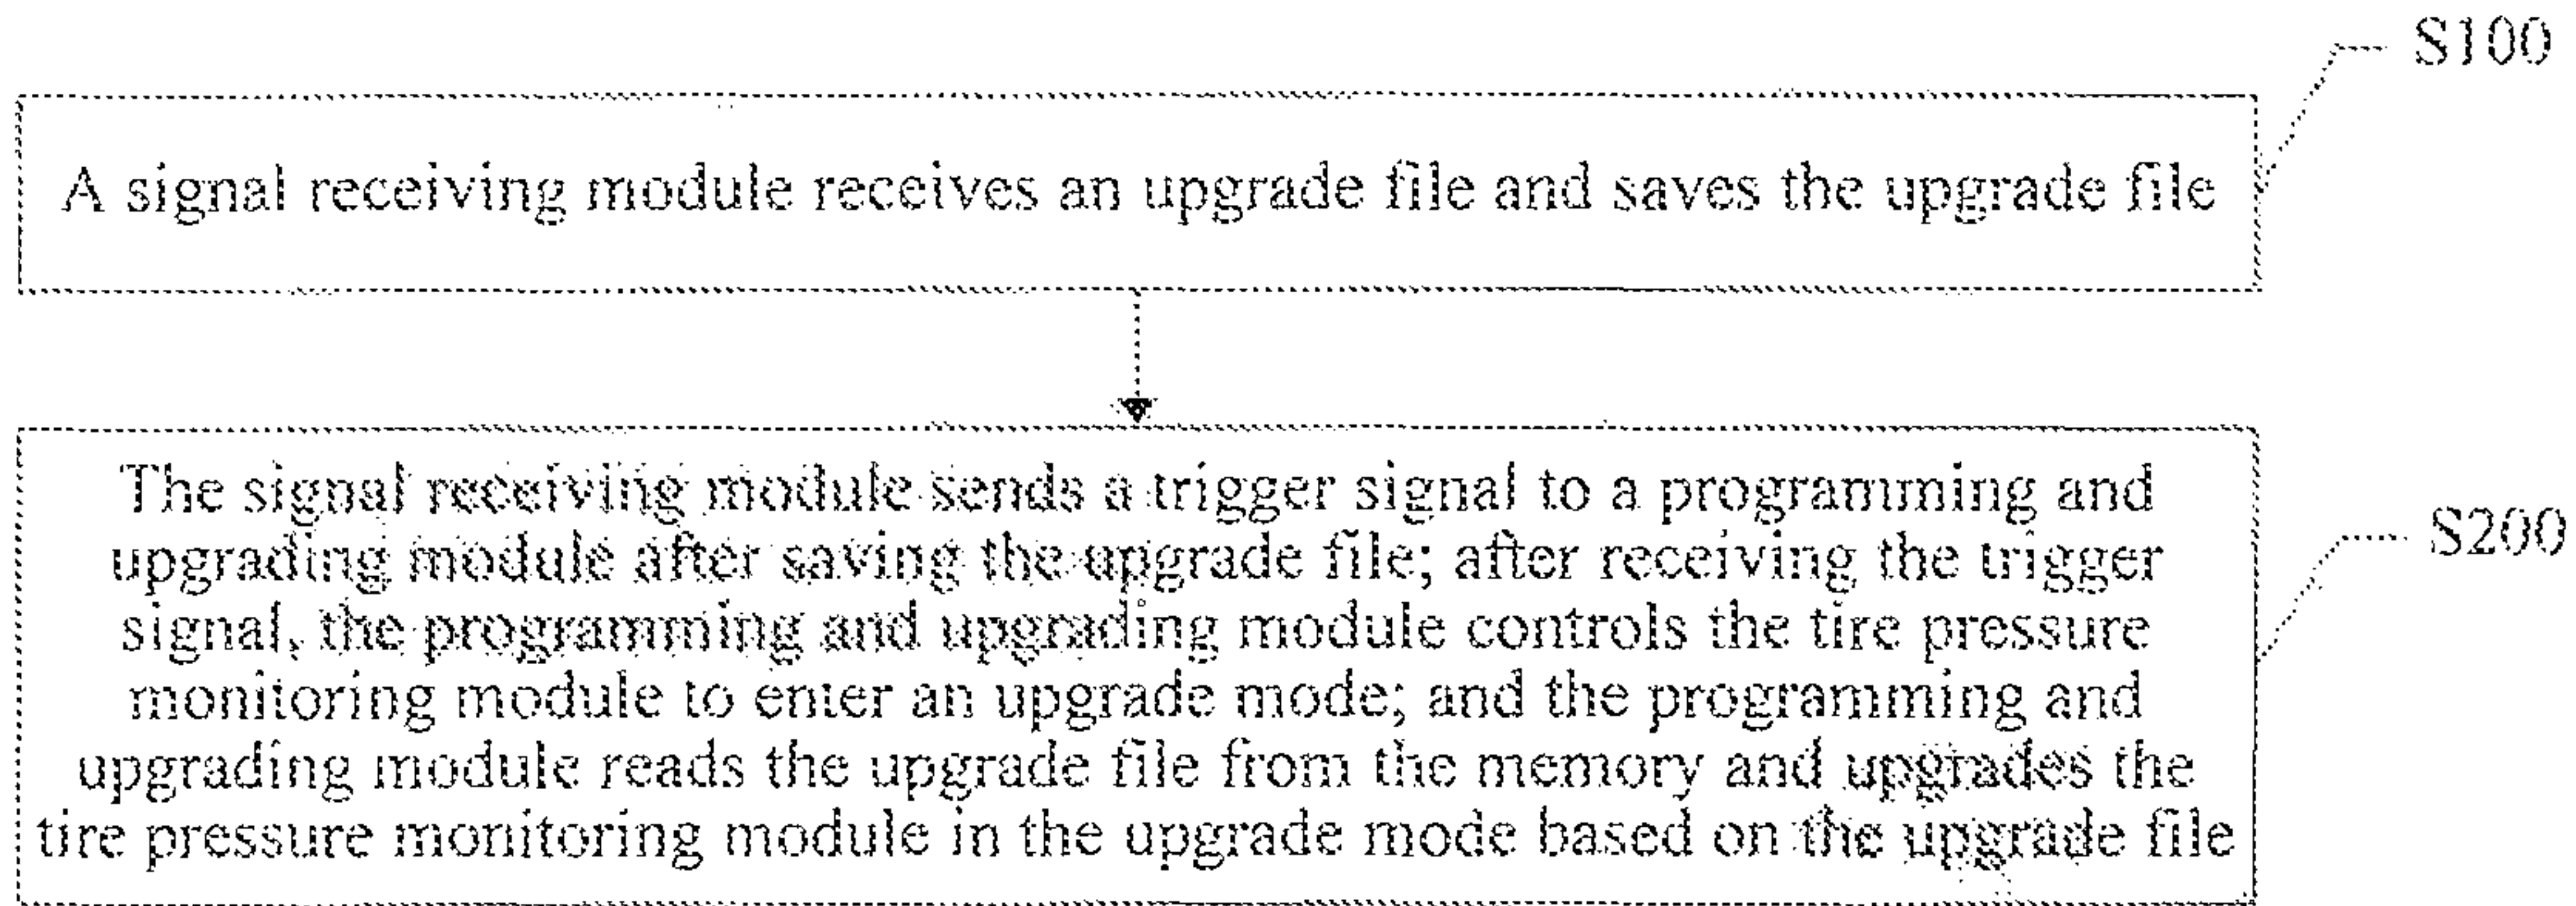 S100
A signal receiving module receives an upgrade file and saves the upgrade file
The signal receiving module sends a trigger signal to a programming and
upgrading module after saving the upgrade file; after receiving the trigger
signal, the programming and upgrading module controls the tire pressure
monitoring module to enter an upgrade mode; and the programming and
upgrading module reads the upgrade file from the memory and upgrades the
tire pressure monitoring module in the upgrade mode based on the upgrade file
S200